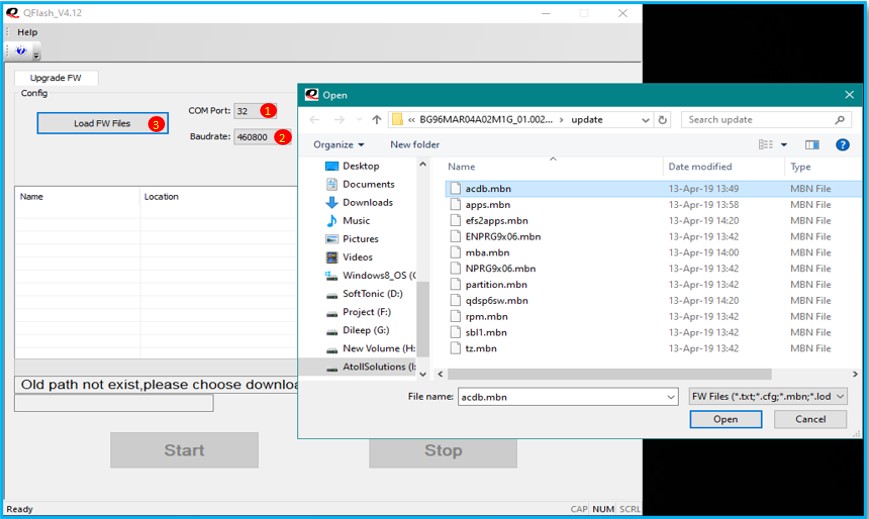 QFlash_V4.12
Help
Upgrade FW
Config
Load FW Files 3
COM Port: 32 1
Baudrate: 460800 2
Name Location
Old path not exist,please choose downloa
Start Stop
Ready CAP NUM SCRL
Open
« BG96MAR04A02M1G_01.002... › update
Search update
Organize New folder
Desktop
Documents
Downloads
Music
Pictures
Videos
Windows8_OS (C
SoftTonic (D:)
Project (F:)
Dileep (G:)
New Volume (H:
AtollSolutions (I:
Name Date modified Type
acdb.mbn 13-Apr-19 13:49 MBN File
apps.mbn 13-Apr-19 13:58 MBN File
efs2apps.mbn 13-Apr-19 14:20 MBN File
ENPRG9x06.mbn 13-Apr-19 13:42 MBN File
mba.mbn 13-Apr-19 14:00 MBN File
NPRG9x06.mbn 13-Apr-19 13:42 MBN File
partition.mbn 13-Apr-19 13:42 MBN File
qdsp6sw.mbn 13-Apr-19 14:20 MBN File
rpm.mbn 13-Apr-19 13:42 MBN File
sbl1.mbn 13-Apr-19 13:42 MBN File
tz.mbn 13-Apr-19 13:42 MBN File
File name: acdb.mbn
FW Files (*.txt;*.cfg;*.mbn;*.lod
Open Cancel